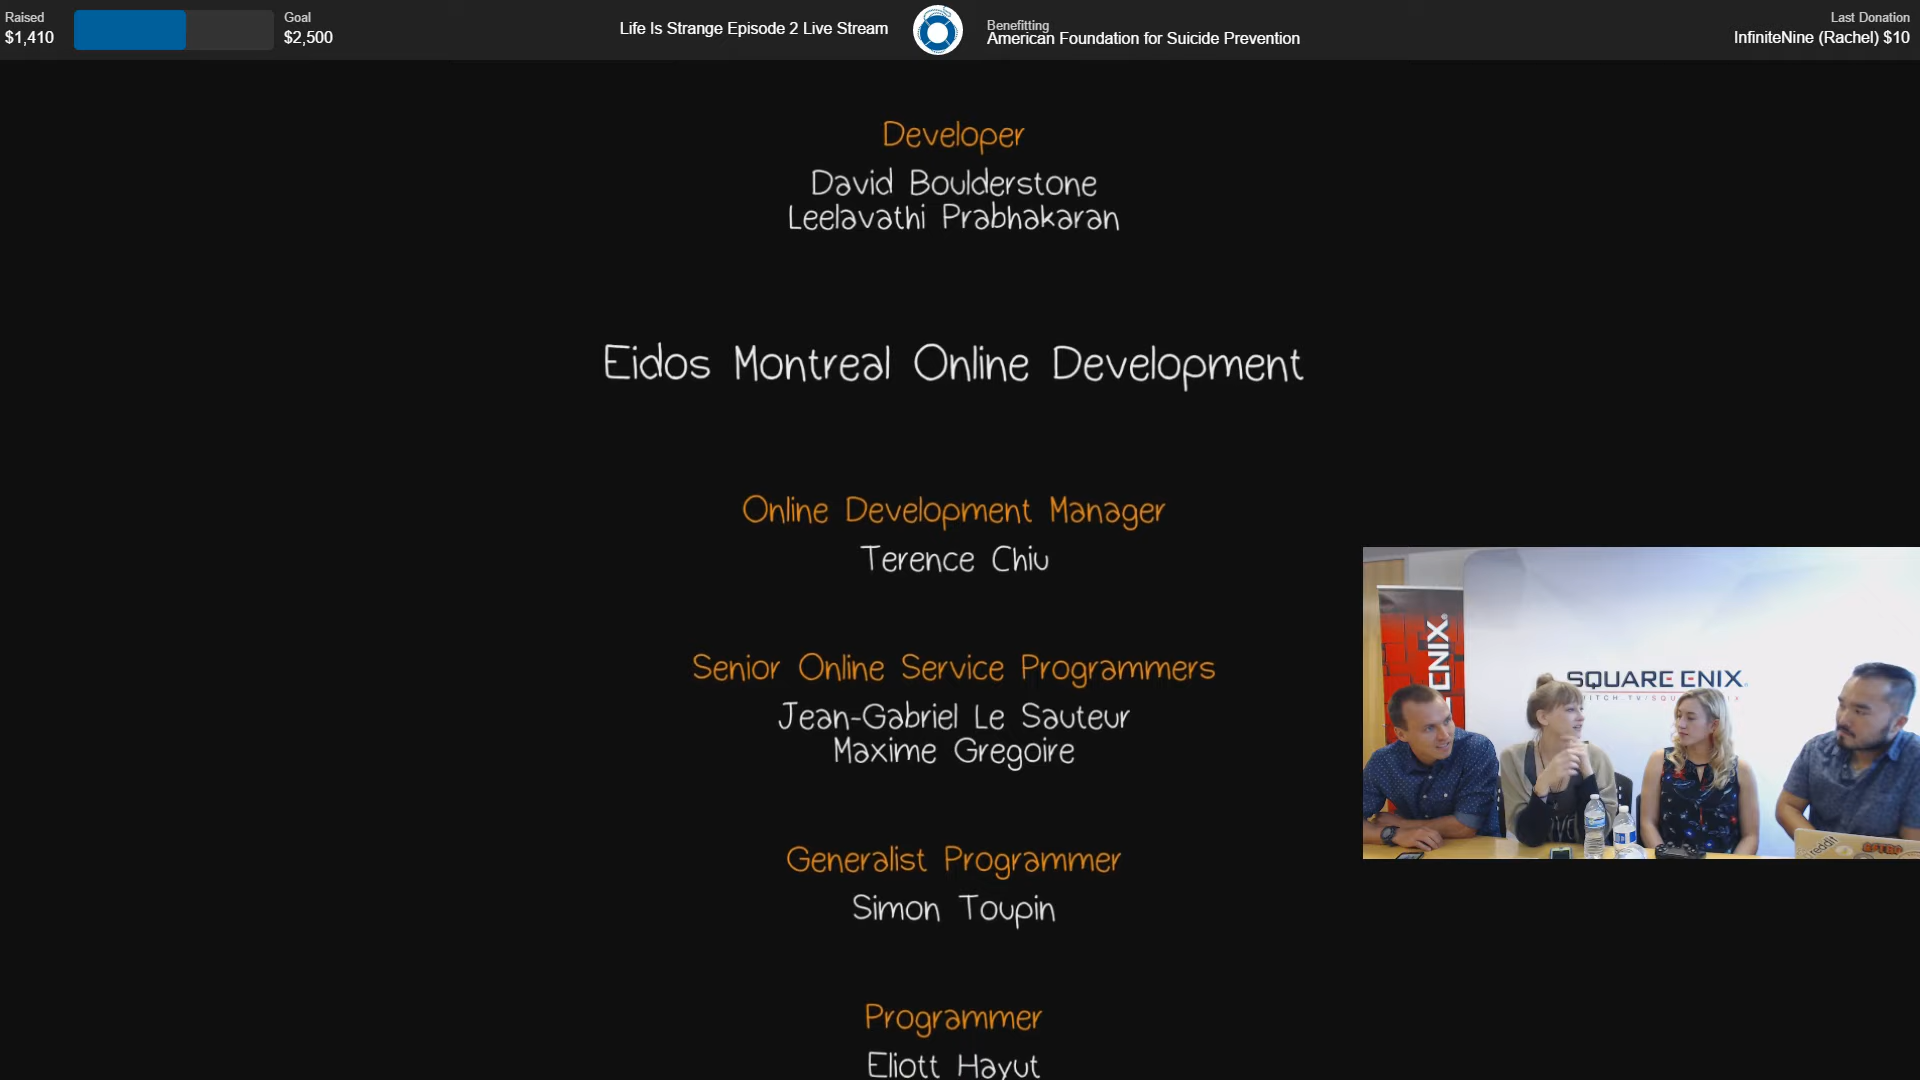 Raised
$1,410
Goal
$2,500
Life Is Strange Episode 2 Live Stream
Benefitting
American Foundation for Suicide Prevention
Last Donation
InfiniteNine (Rachel) $10
Developer
David Boulderstone
Leelavathi Prabhakaran
Eidos Montreal Online Development
Online Development Manager
Terence Chiu
Senior Online Service Programmers
Jean-Gabriel Le Sauteur
Maxime Gregoire
Generalist Programmer
Simon Toupin
Programmer
Eliott Hayut
ENIX.
SQUARE ENIX
reddit